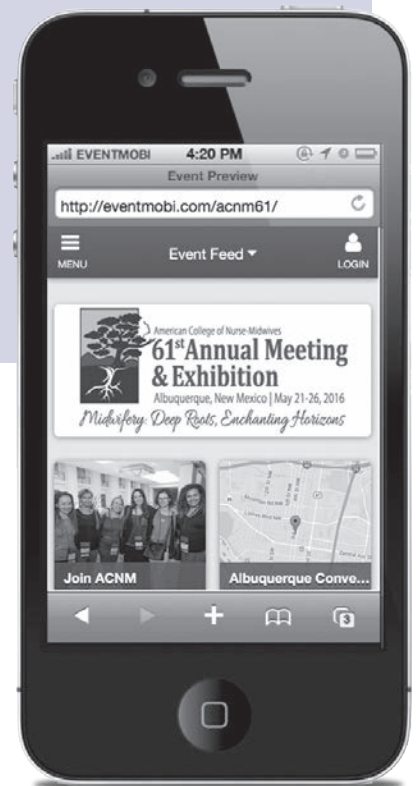 EVENTMOBI 4:20 PM
Event Preview
http://eventmobi.com/acnm61/
MENU Event Feed LOGIN
American College of Nurse-Midwives
61st Annual Meeting
& Exhibition
Albuquerque, New Mexico | May 21-26, 2016
Midwifery: Deep Roots, Enchanting Horizons
Join ACNM Albuquerque Conve...
3